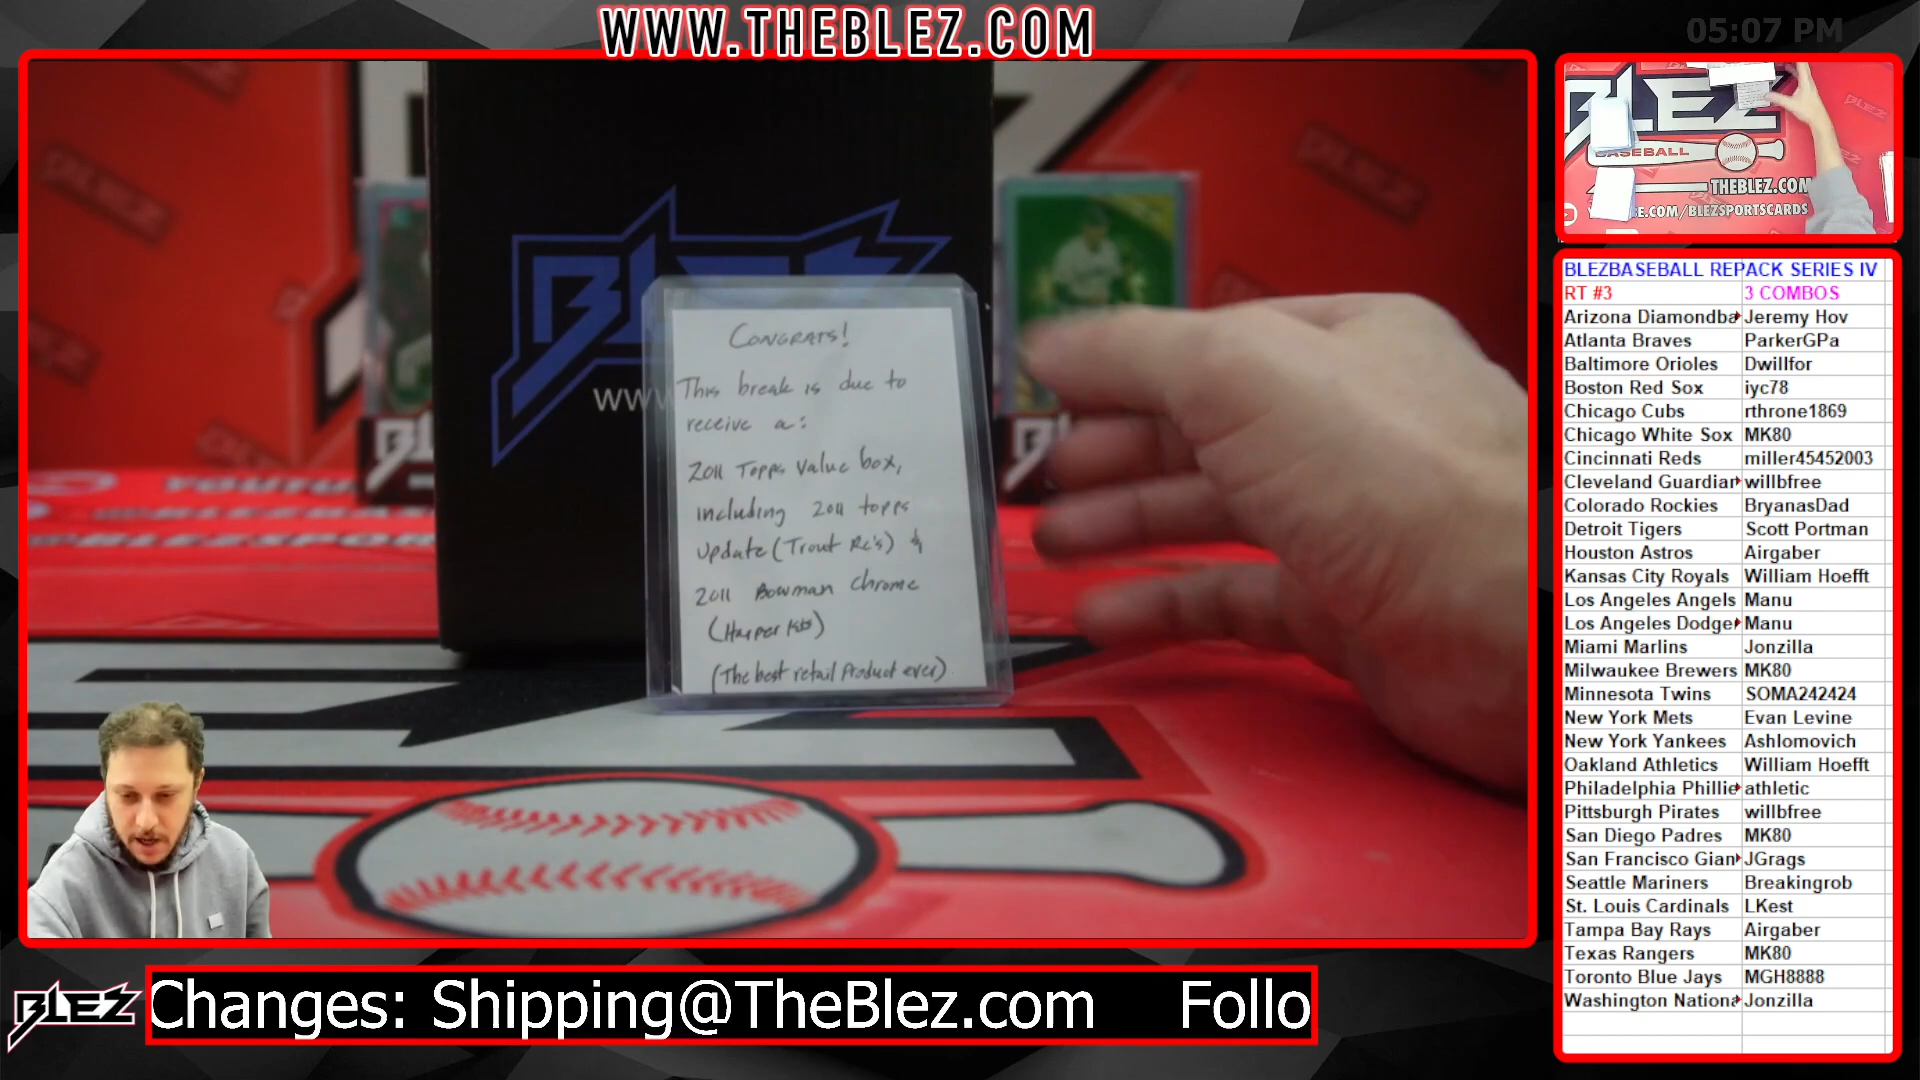 WWW.THEBLEZ.COM
05:07 PM
BLEZ
WWW
CONGRATS!
This break is due to
receive a:
2011 Topps Value box,
including 2011 topps
update (Trout Rc's) &
2011 Bowman Chrome
(The best retail product ever)
BLEZ
BASEBALL
THEBLEZ.COM
E.COM/BLEZSPORTSCARDS
BLEZBASEBALL REPACK SERIES IV
RT #3 3 COMBOS
Arizona Diamondba Jeremy Hov
Atlanta Braves ParkerGPa
Baltimore Orioles Dwillfor
Boston Red Sox iyc78
Chicago Cubs rthrone1869
Chicago White Sox MK80
Cincinnati Reds miller45452003
Cleveland Guardian willbfree
Colorado Rockies BryanasDad
Detroit Tigers Scott Portman
Houston Astros Airgaber
Kansas City Royals William Hoefft
Los Angeles Angels Manu
Los Angeles Dodge Manu
Miami Marlins Jonzilla
Milwaukee Brewers MK80
Minnesota Twins SOMA242424
New York Mets Evan Levine
New York Yankees Ashlomovich
Oakland Athletics William Hoefft
Philadelphia Phillie athletic
Pittsburgh Pirates willbfree
San Diego Padres MK80
San Francisco Gian JGrags
Seattle Mariners Breakingrob
St. Louis Cardinals LKest
Tampa Bay Rays Airgaber
Texas Rangers MK80
Toronto Blue Jays MGH8888
Washington Nationa Jonzilla
BLEZ
Changes: Shipping@TheBlez.com Follo